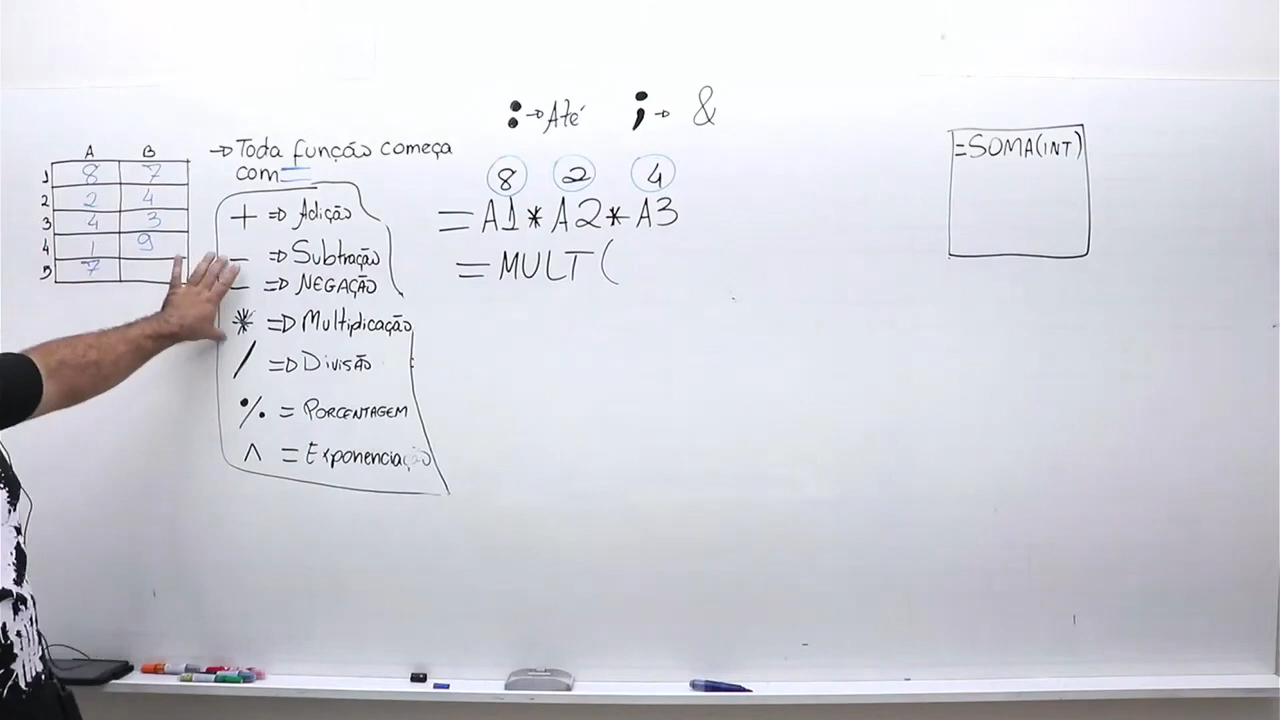 : → Até ; → &
A B
1 8 7
2 2 4
3 4 3
4 1 9
5 7
→ Toda função começa
com =
+ ⇒ Adição
- ⇒ Subtração
- ⇒ NEGAÇÃO
* ⇒ Multiplicação
/ ⇒ Divisão
% = PORCENTAGEM
^ = Exponenciação
8 2 4
=A1*A2*A3
=MULT(
=SOMA(INT)